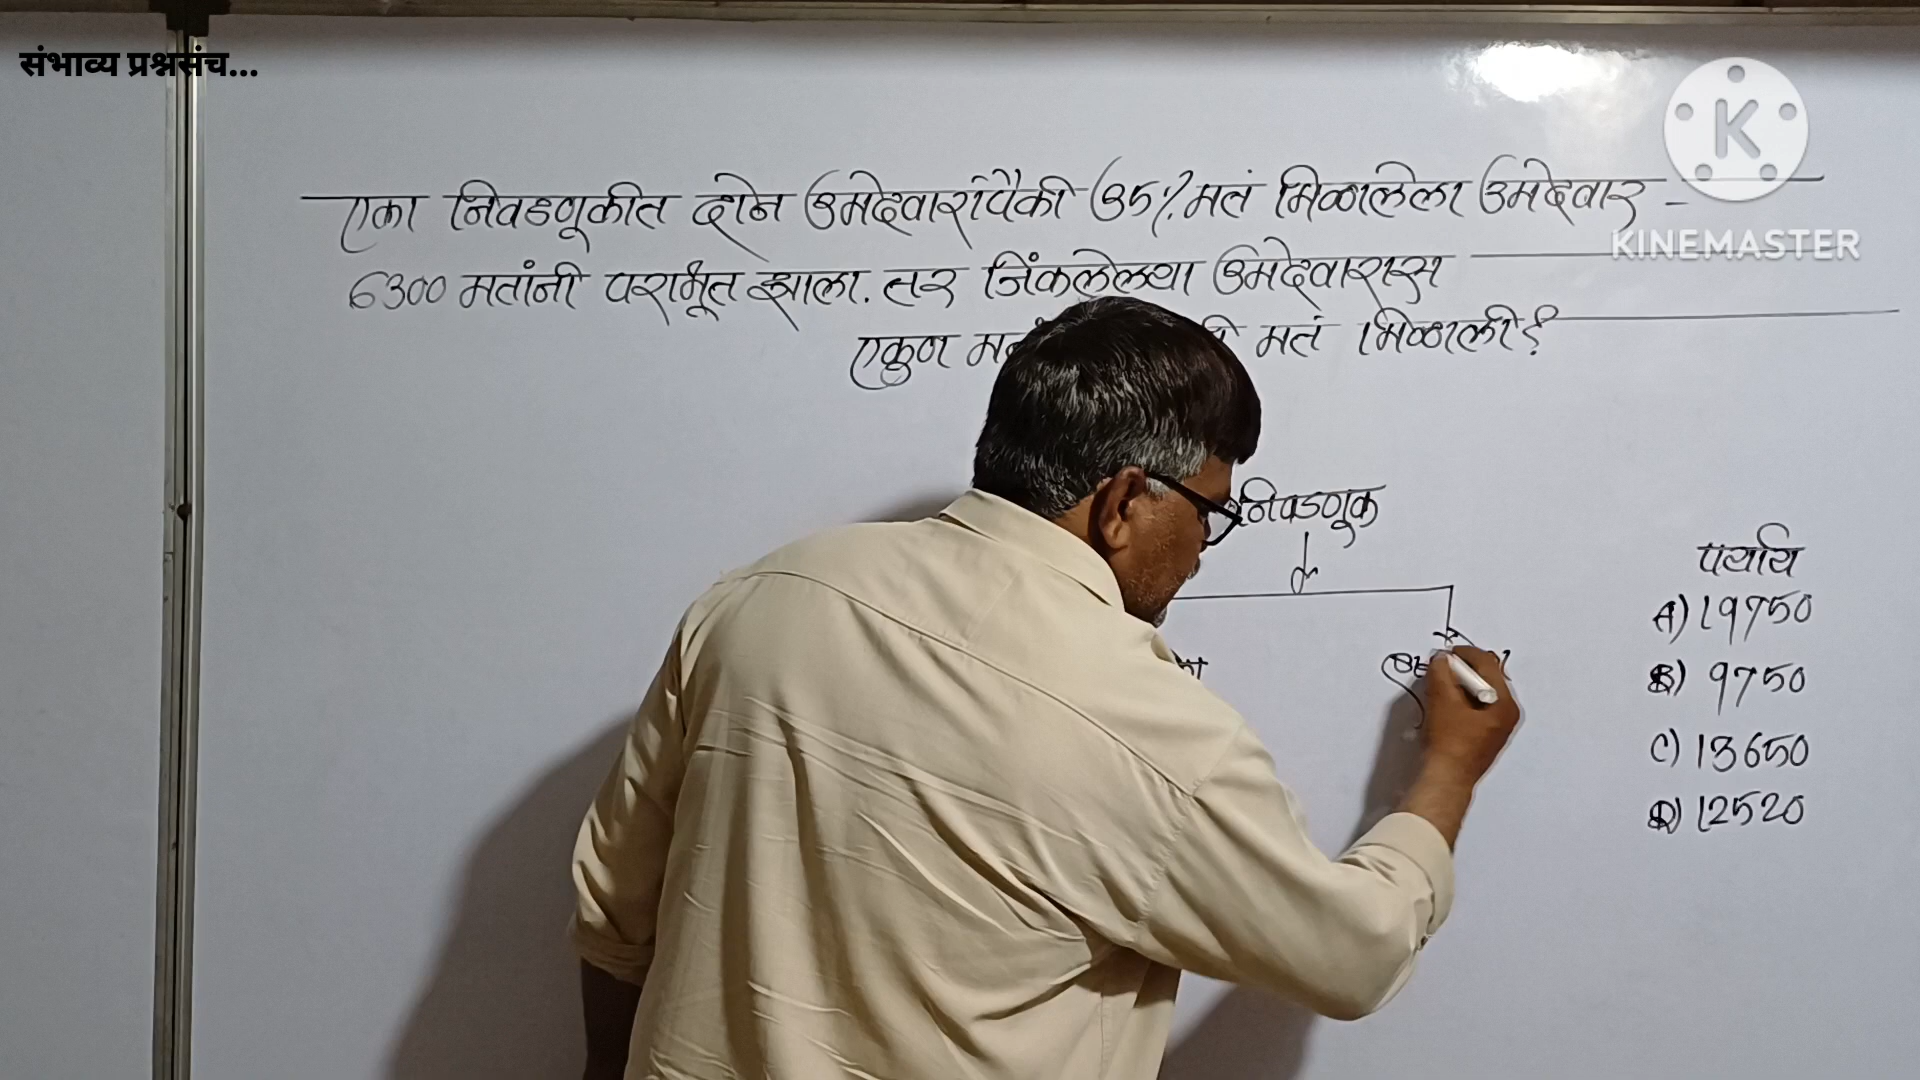 संभाव्य प्रश्नसंच...
KINEMASTER
एका निवडणूकीत दोन उमेदवारांपैकी 35% मतं मिळालेला उमेदवार
6300 मतांनी पराभूत झाला. तर जिंकलेल्या उमेदवारास
एकुण मतं मिळाली?
निवडणूक
पर्याय
A) 19750
B) 9750
C) 13650
D) 12520